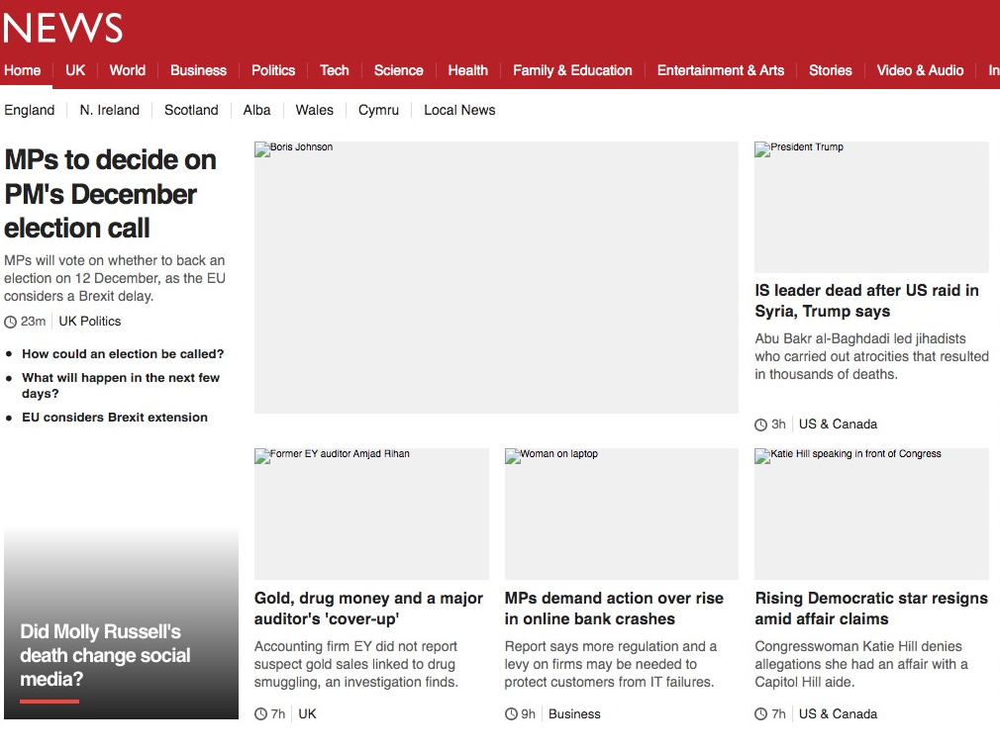 NEWS
Home UK World Business Politics Tech Science Health Family & Education Entertainment & Arts Stories Video & Audio
England N. Ireland Scotland Alba Wales Cymru Local News
MPs to decide on
PM's December
election call
MPs will vote on whether to back an
election on 12 December, as the EU
considers a Brexit delay.
23m UK Politics
How could an election be called?
What will happen in the next few
days?
EU considers Brexit extension
Boris Johnson
President Trump
IS leader dead after US raid in
Syria, Trump says
Abu Bakr al-Baghdadi led jihadists
who carried out atrocities that resulted
in thousands of deaths.
3h US & Canada
Did Molly Russell's
death change social
media?
Former EY auditor Amjad Rihan
Gold, drug money and a major
auditor's 'cover-up'
Accounting firm EY did not report
suspect gold sales linked to drug
smuggling, an investigation finds.
7h UK
Woman on laptop
MPs demand action over rise
in online bank crashes
Report says more regulation and a
levy on firms may be needed to
protect customers from IT failures.
9h Business
Katie Hill speaking in front of Congress
Rising Democratic star resigns
amid affair claims
Congresswoman Katie Hill denies
allegations she had an affair with a
Capitol Hill aide.
7h US & Canada